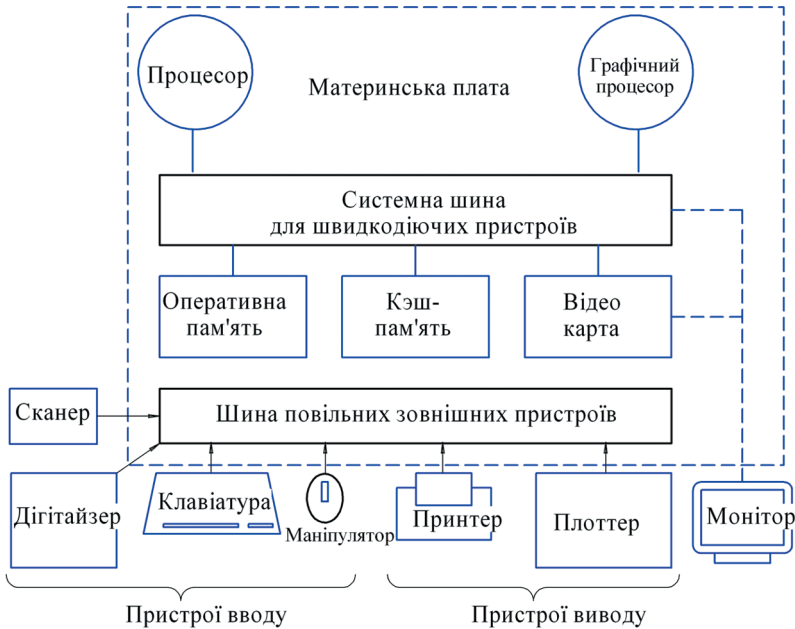 Процесор
Материнська плата
Графічний
процесор
Системна шина
для швидкодіючих пристроїв
Оперативна
пам'ять
Кэш-
пам'ять
Відео
карта
Сканер
Шина повільних зовнішних пристроїв
Дігітайзер
Клавіатура
Маніпулятор
Принтер
Плоттер
Монітор
Пристрої вводу
Пристрої виводу